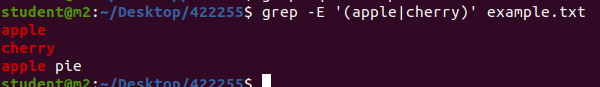 student@m2:~/Desktop/422255$ grep -E '(apple|cherry)' example.txt
apple
cherry
apple pie
student@m2:~/Desktop/422255$